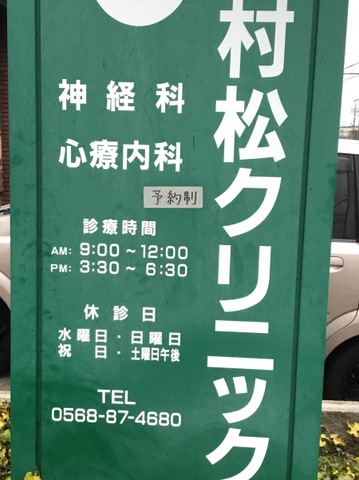 村松クリニック
神経科
心療内科
予約制
診療時間
AM: 9:00～12:00
PM: 3:30～6:30
休診日
水曜日・日曜日
祝日・土曜日午後
TEL
0568-87-4680